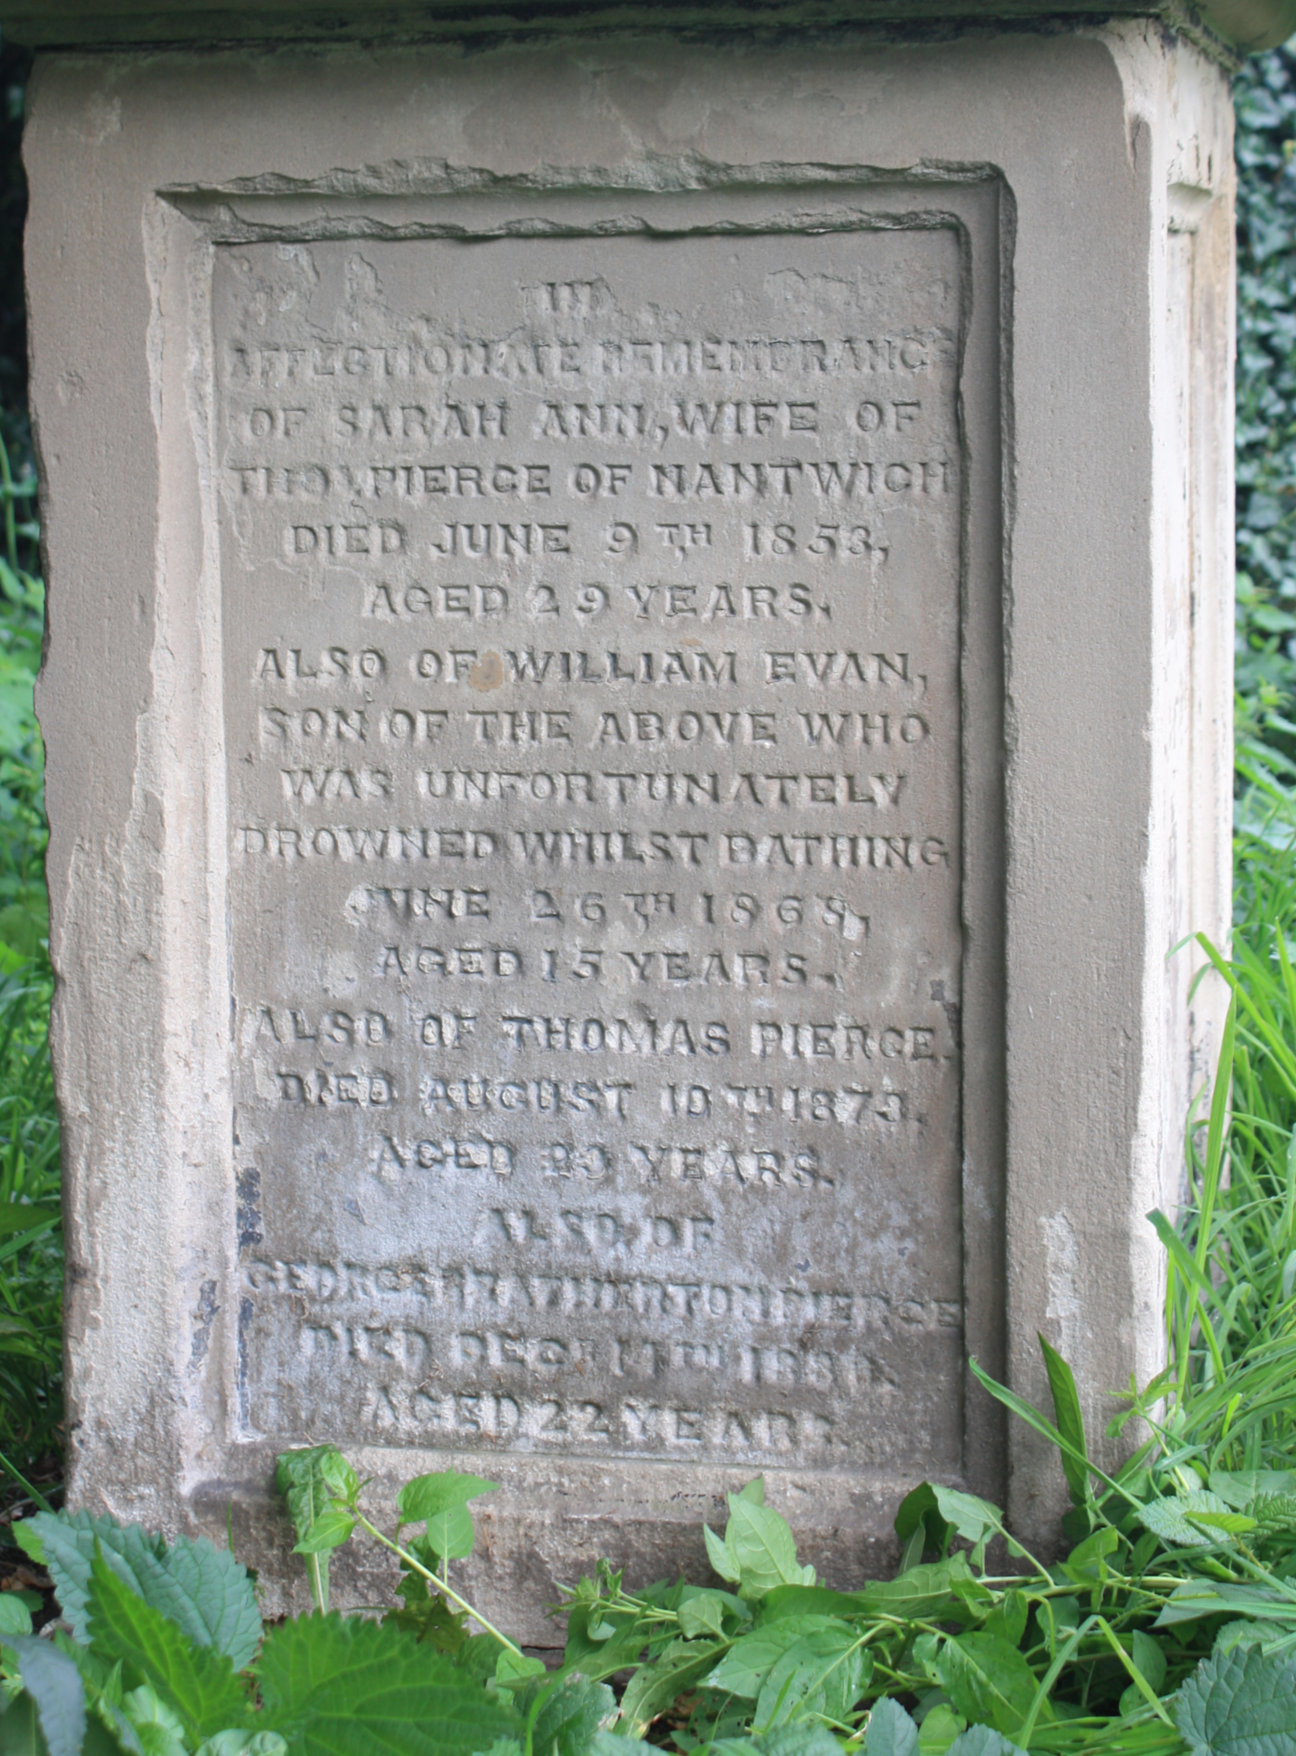 IN
AFFECTIONATE REMEMBRANCE
OF SARAH ANN, WIFE OF
THOS PIERCE OF NANTWICH
DIED JUNE 9TH 1853,
AGED 29 YEARS.
ALSO OF WILLIAM EVAN,
SON OF THE ABOVE WHO
WAS UNFORTUNATELY
DROWNED WHILST BATHING
JUNE 26TH 1868,
AGED 15 YEARS.
ALSO OF THOMAS PIERCE.
DIED AUGUST 10TH 1873.
AGED YEARS.
ALSO OF
GEORGE PIERCE
DIED DECR
AGED 22 YEARS.